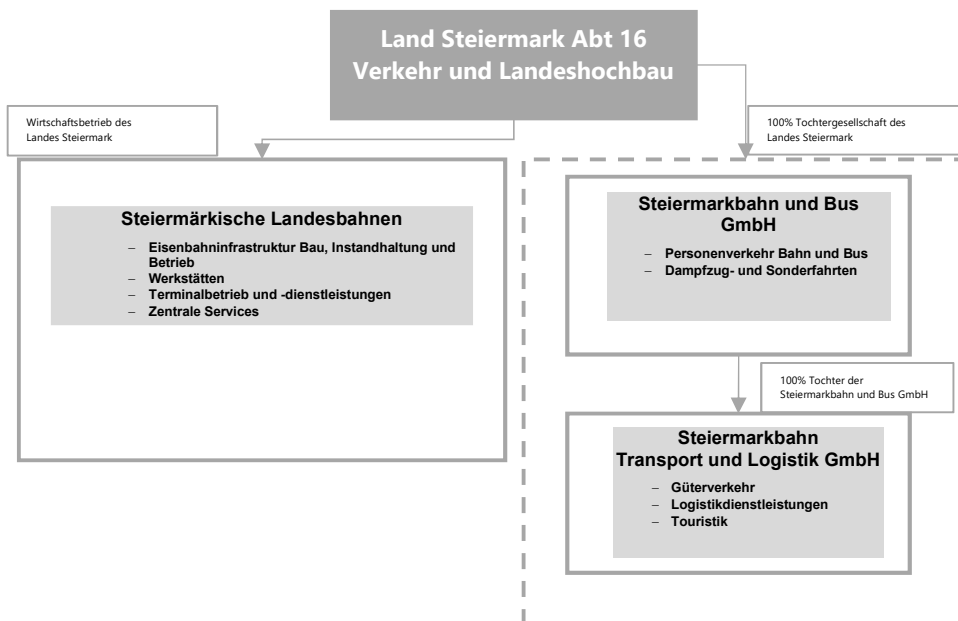 Land Steiermark Abt 16
Verkehr und Landeshochbau
Wirtschaftsbetrieb des
Landes Steiermark
100% Tochtergesellschaft des
Landes Steiermark
Steiermärkische Landesbahnen
– Eisenbahninfrastruktur Bau, Instandhaltung und
Betrieb
– Werkstätten
– Terminalbetrieb und -dienstleistungen
– Zentrale Services
Steiermarkbahn und Bus
GmbH
– Personenverkehr Bahn und Bus
– Dampfzug- und Sonderfahrten
100% Tochter der
Steiermarkbahn und Bus GmbH
Steiermarkbahn
Transport und Logistik GmbH
– Güterverkehr
– Logistikdienstleistungen
– Touristik